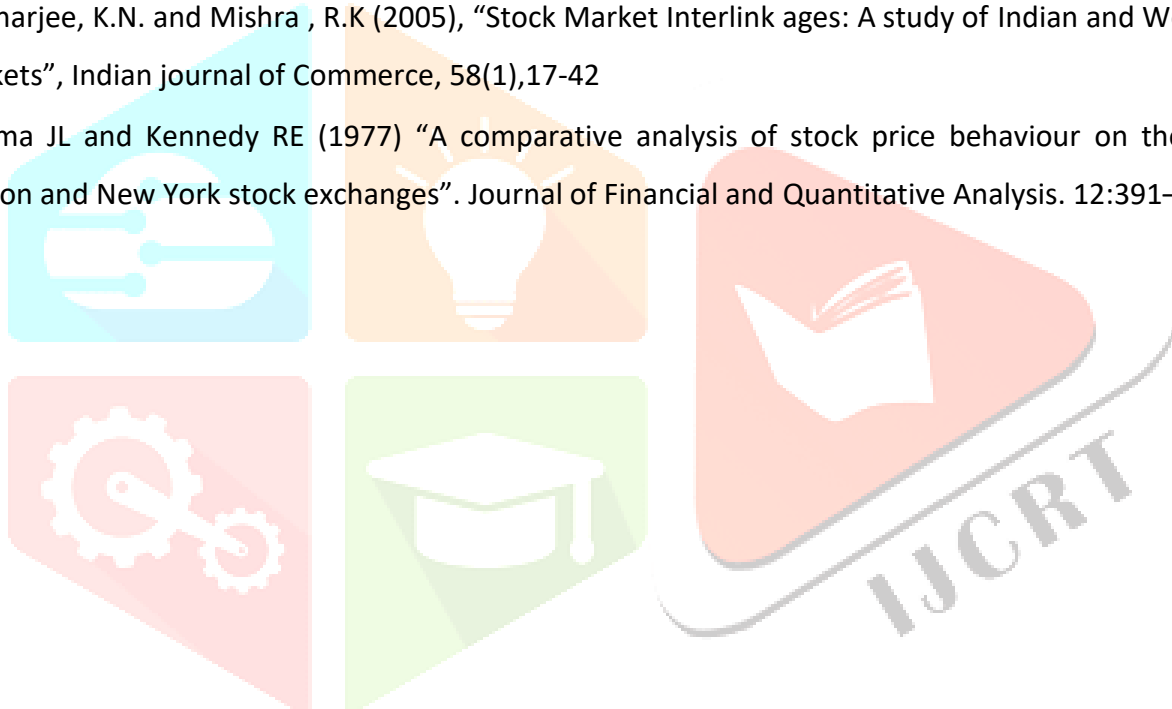 narjee, K.N. and Mishra , R.K (2005), “Stock Market Interlink ages: A study of Indian and W
kets”, Indian journal of Commerce, 58(1),17-42
ma JL and Kennedy RE (1977) “A comparative analysis of stock price behaviour on the
on and New York stock exchanges”. Journal of Financial and Quantitative Analysis. 12:391–
IJCRT